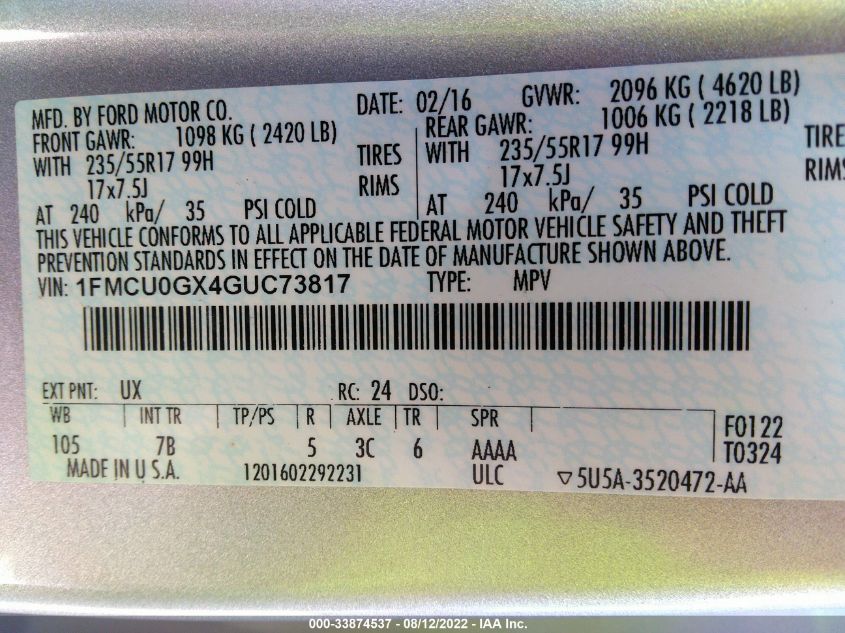 MFD. BY FORD MOTOR CO. DATE: 02/16 GVWR: 2096 KG ( 4620 LB)
FRONT GAWR: 1098 KG ( 2420 LB) REAR GAWR: 1006 KG ( 2218 LB)
WITH 235/55R17 99H TIRES WITH 235/55R17 99H TIRE
17x7.5J RIMS 17x7.5J RIMS
AT 240 kPa/ 35 PSI COLD AT 240 kPa/ 35 PSI COLD
THIS VEHICLE CONFORMS TO ALL APPLICABLE FEDERAL MOTOR VEHICLE SAFETY AND THEFT
PREVENTION STANDARDS IN EFFECT ON THE DATE OF MANUFACTURE SHOWN ABOVE.
VIN: 1FMCU0GX4GUC73817 TYPE: MPV
EXT PNT: UX RC: 24 DSO:
WB INT TR TP/PS R AXLE TR SPR
105 7B 5 3C 6 AAAA
F0122
T0324
MADE IN U.S.A. 1201602292231 ULC ▽5U5A-3520472-AA
000-33874537 - 08/12/2022 - IAA Inc.